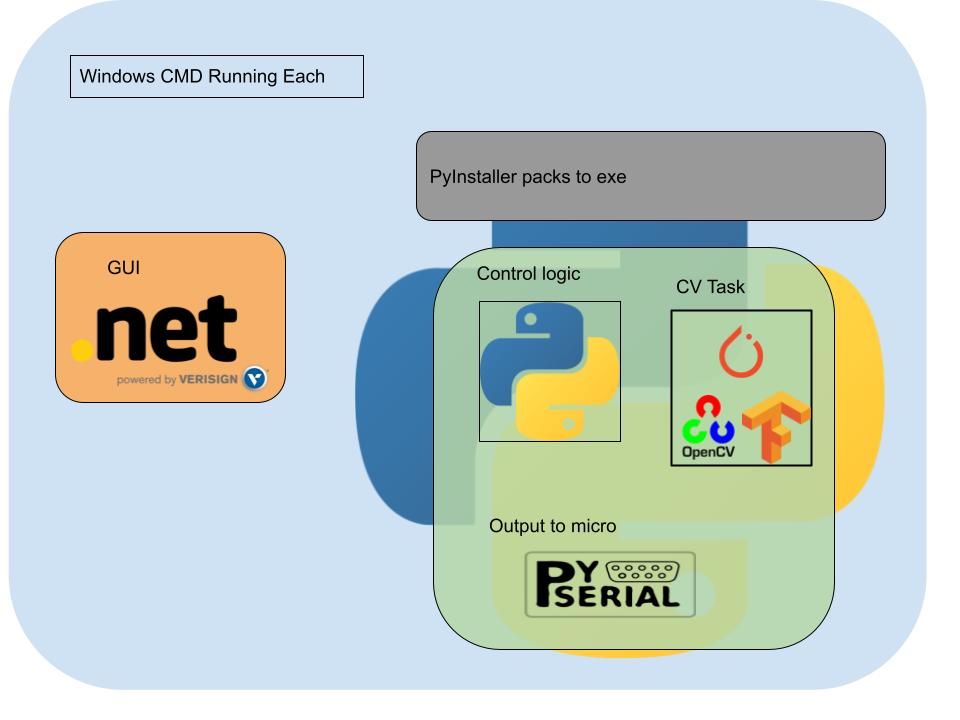 Windows CMD Running Each
PyInstaller packs to exe
GUI
.net
powered by VERISIGN
Control logic
CV Task
OpenCV
Output to micro
PY
SERIAL